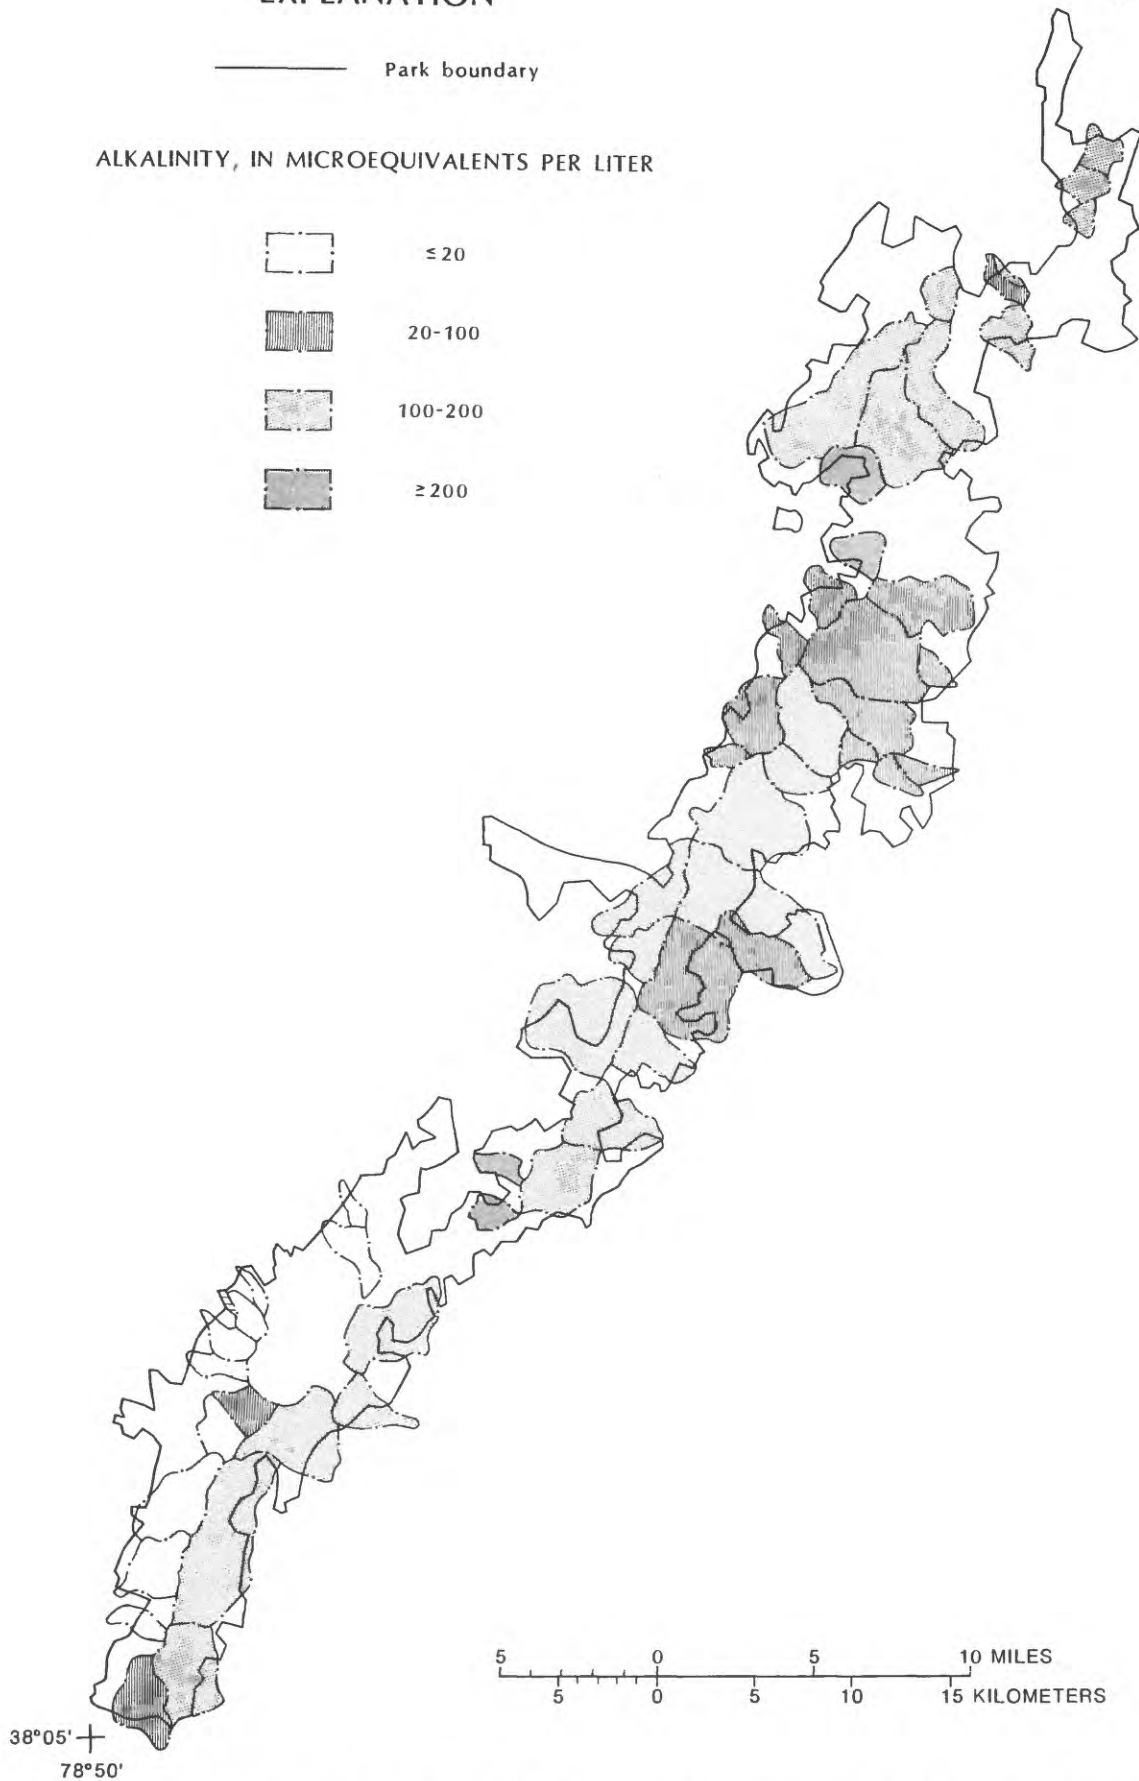 EXPLANATION
Park boundary
ALKALINITY, IN MICROEQUIVALENTS PER LITER
≤20
20-100
100-200
≥200
5 0 5 10 MILES
5 0 5 10 15 KILOMETERS
38°05'
78°50'